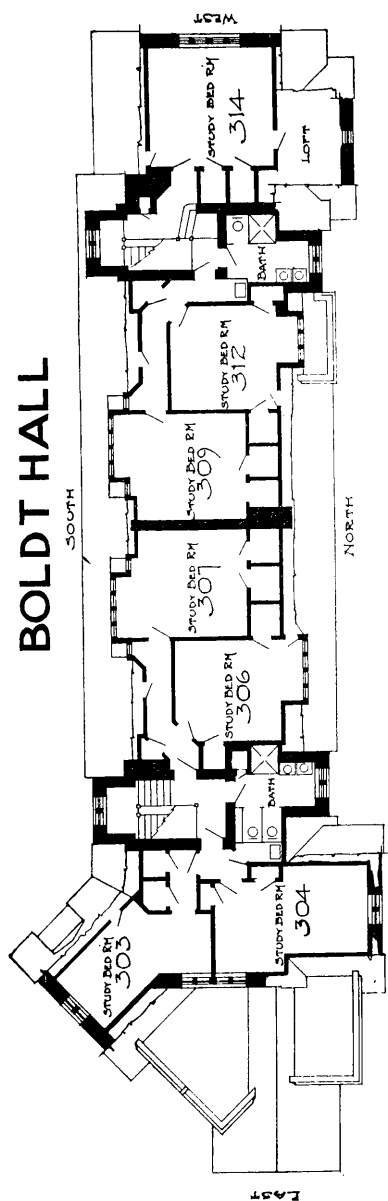 BOLDT HALL
SOUTH
WEST
STUDY BED RM
314
LOFT
BATH
STUDY BED RM
312
STUDY BED RM
309
NORTH
STUDY BED RM
307
STUDY BED RM
306
BATH
STUDY BED RM
304
STUDY BED RM
303
EAST